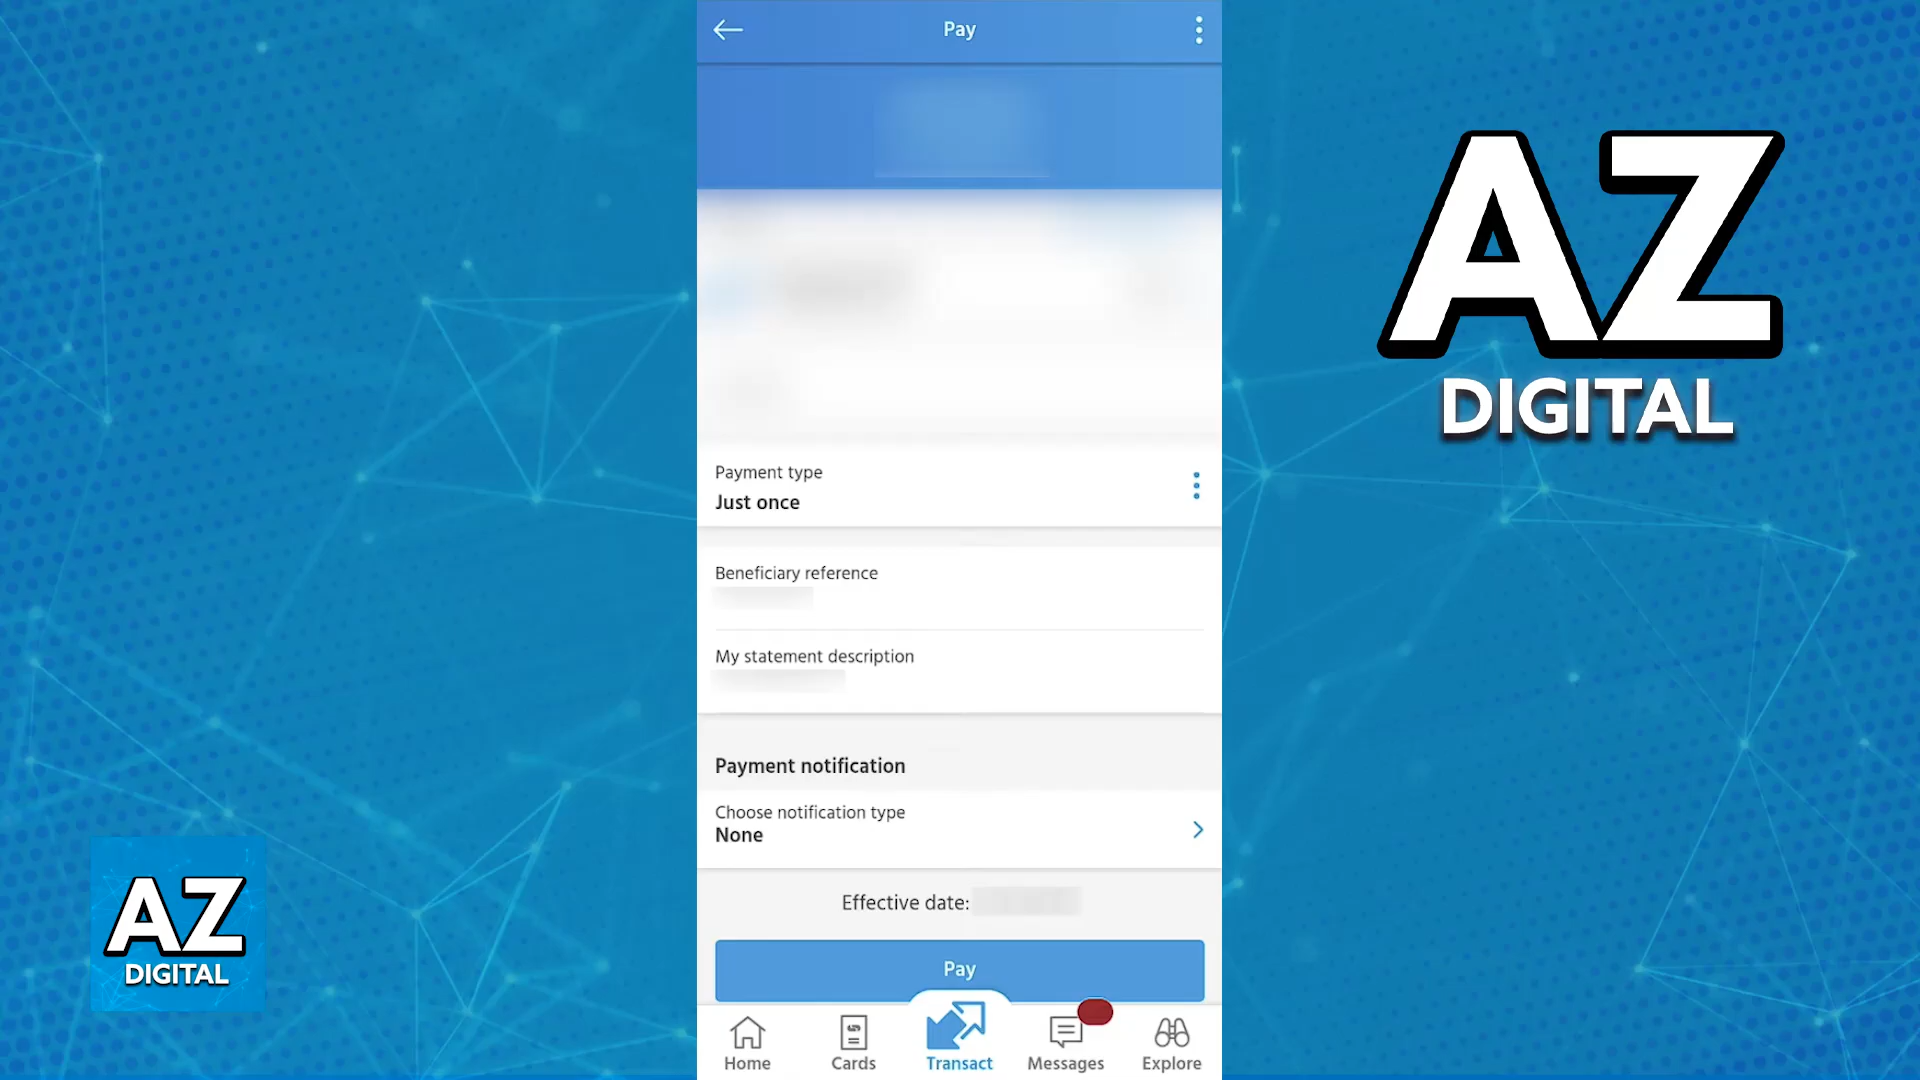 Pay
AZ
DIGITAL
Payment type
Just once
Beneficiary reference
My statement description
Payment notification
Choose notification type
None
Effective date:
Pay
Home
Cards
Transact
Messages
Explore
AZ
DIGITAL